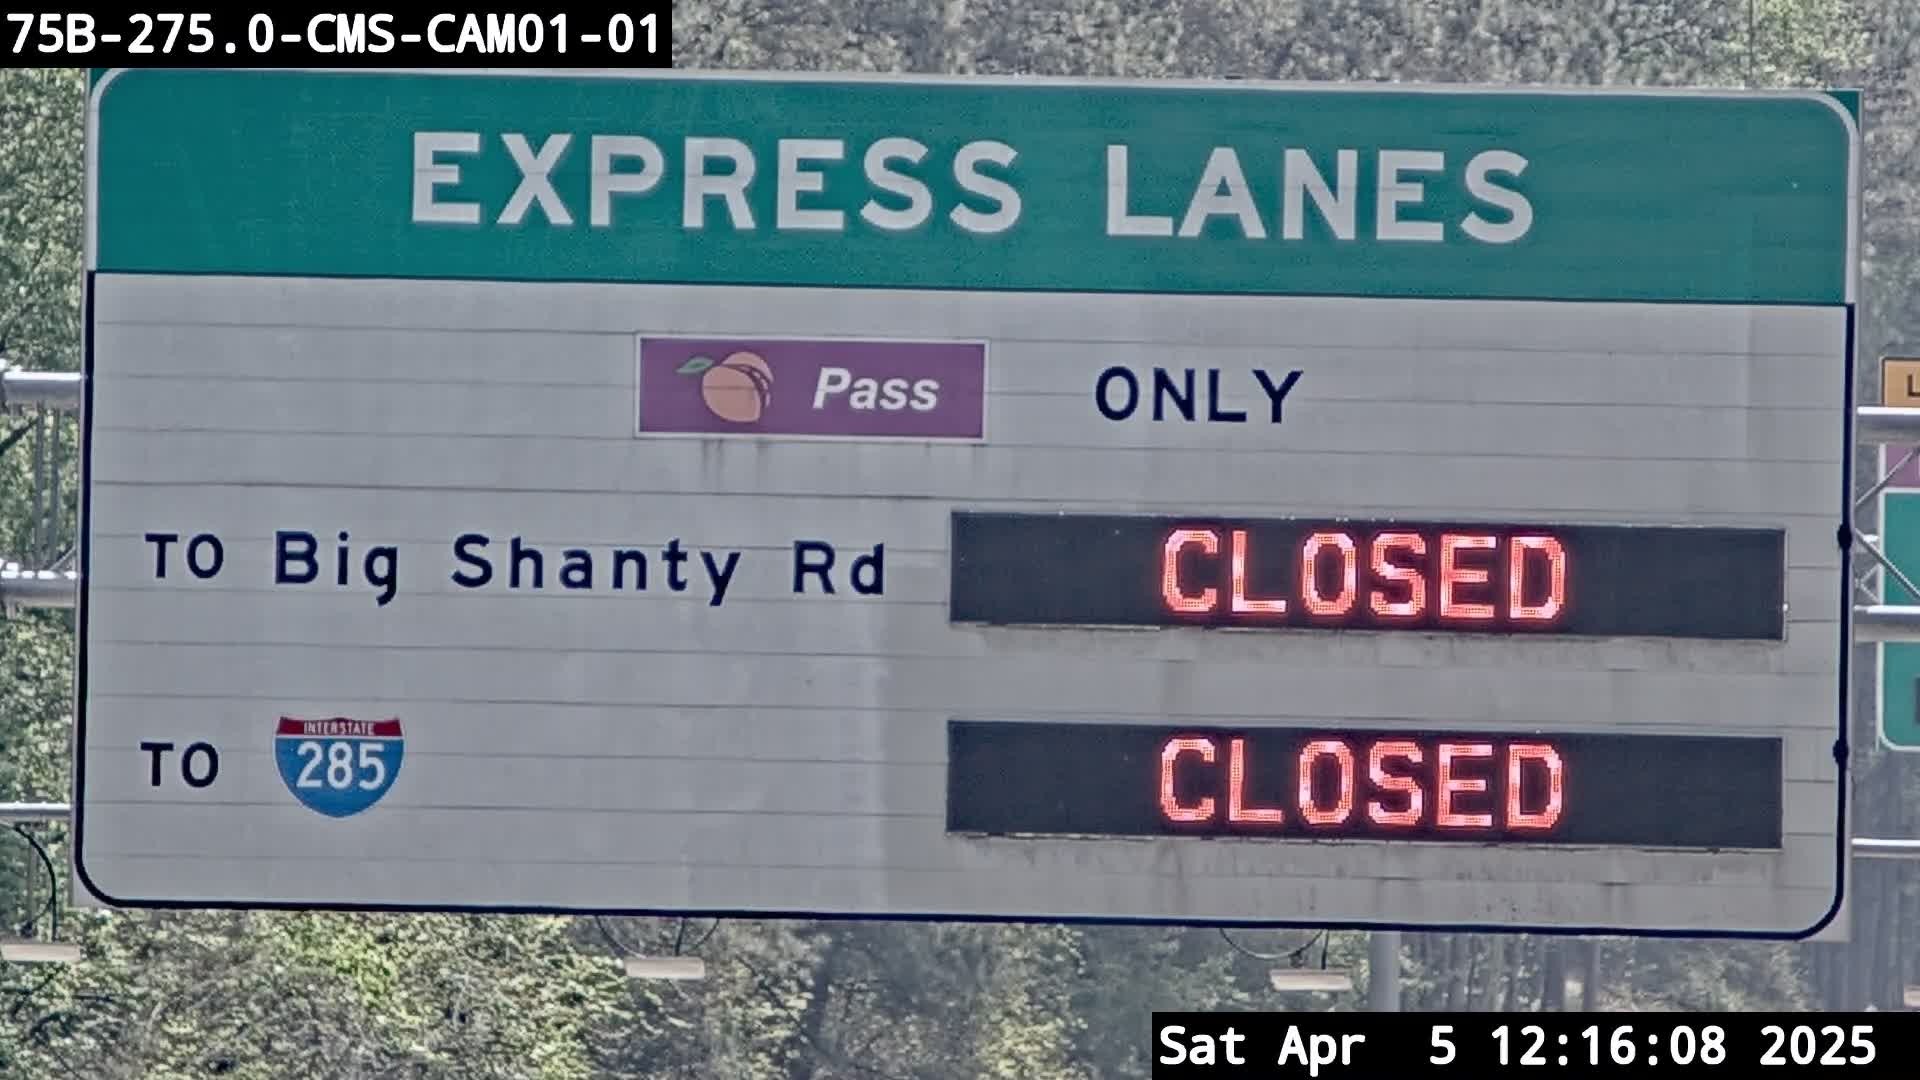 75B-275.0-CMS-CAM01-01
EXPRESS LANES
Pass ONLY
TO Big Shanty Rd CLOSED
TO INTERSTATE 285 CLOSED
Sat Apr 5 12:16:08 2025